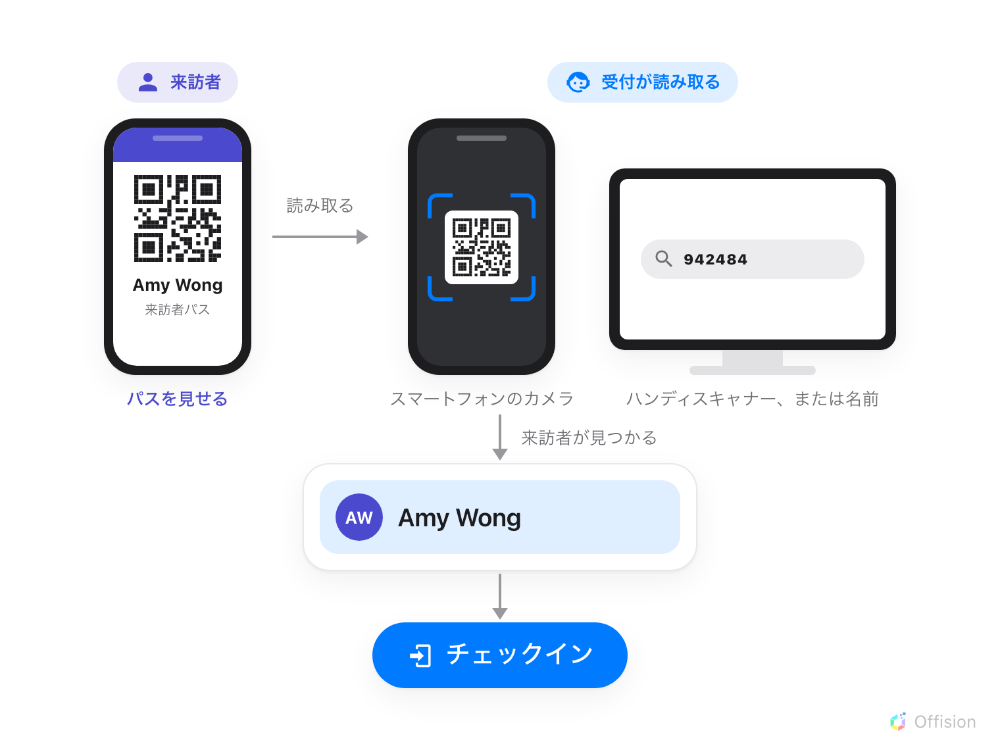 来訪者
受付が読み取る
Amy Wong
来訪者パス
読み取る
942484
パスを見せる
スマートフォンのカメラ
ハンディスキャナー、または名前
来訪者が見つかる
AW
Amy Wong
チェックイン
Offision